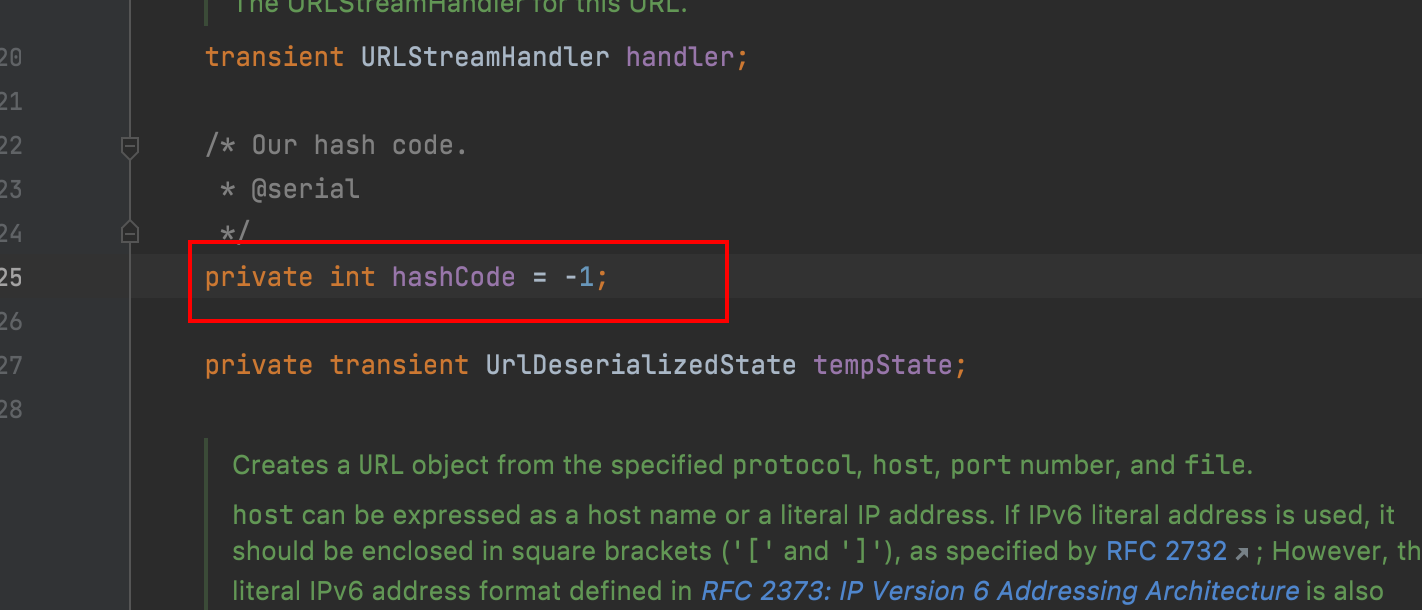 The URLStreamHandler for this URL.
20 transient URLStreamHandler handler;
21
22 /* Our hash code.
23 * @serial
24 */
25 private int hashCode = -1;
26
27 private transient UrlDeserializedState tempState;
28
Creates a URL object from the specified protocol, host, port number, and file.
host can be expressed as a host name or a literal IP address. If IPv6 literal address is used, it
should be enclosed in square brackets ('[' and ']'), as specified by RFC 2732 ; However, th
literal IPv6 address format defined in RFC 2373: IP Version 6 Addressing Architecture is also